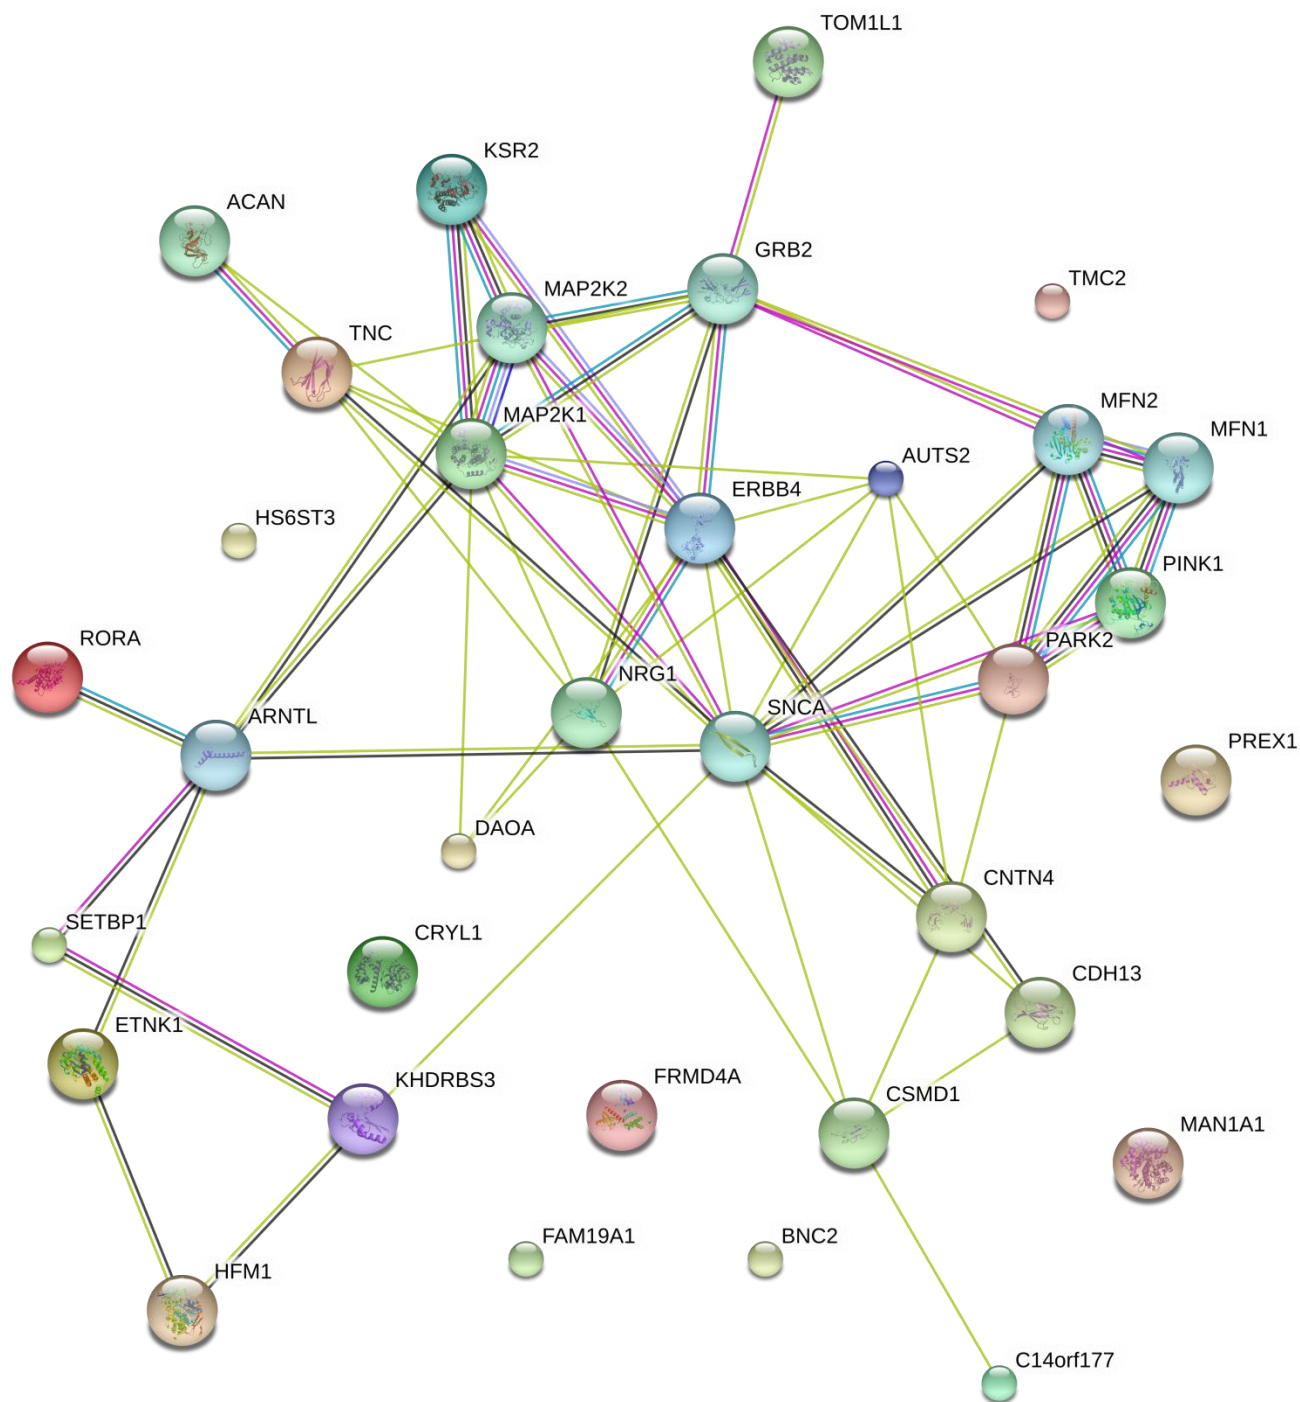 TOM1L1
KSR2
ACAN
GRB2
TMC2
MAP2K2
TNC
MFN2
MAP2K1
MFN1
AUTS2
ERBB4
HS6ST3
PINK1
RORA
PARK2
NRG1
SNCA
ARNTL
PREX1
DAOA
CNTN4
SETBP1
CRYL1
CDH13
ETNK1
KHDRBS3
FRMD4A
CSMD1
MAN1A1
FAM19A1
BNC2
HFM1
C14orf177